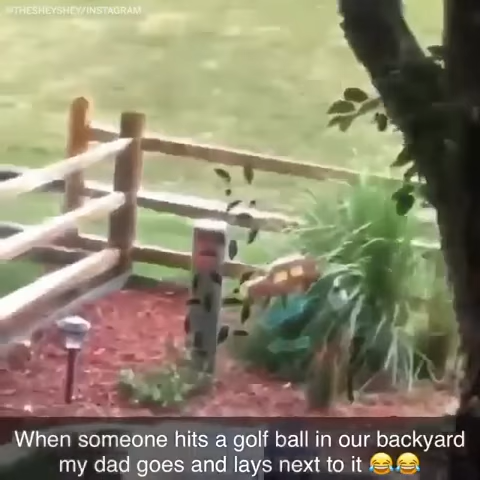 @THESHEYSHEY/INSTAGRAM
When someone hits a golf ball in our backyard
my dad goes and lays next to it 😂😂